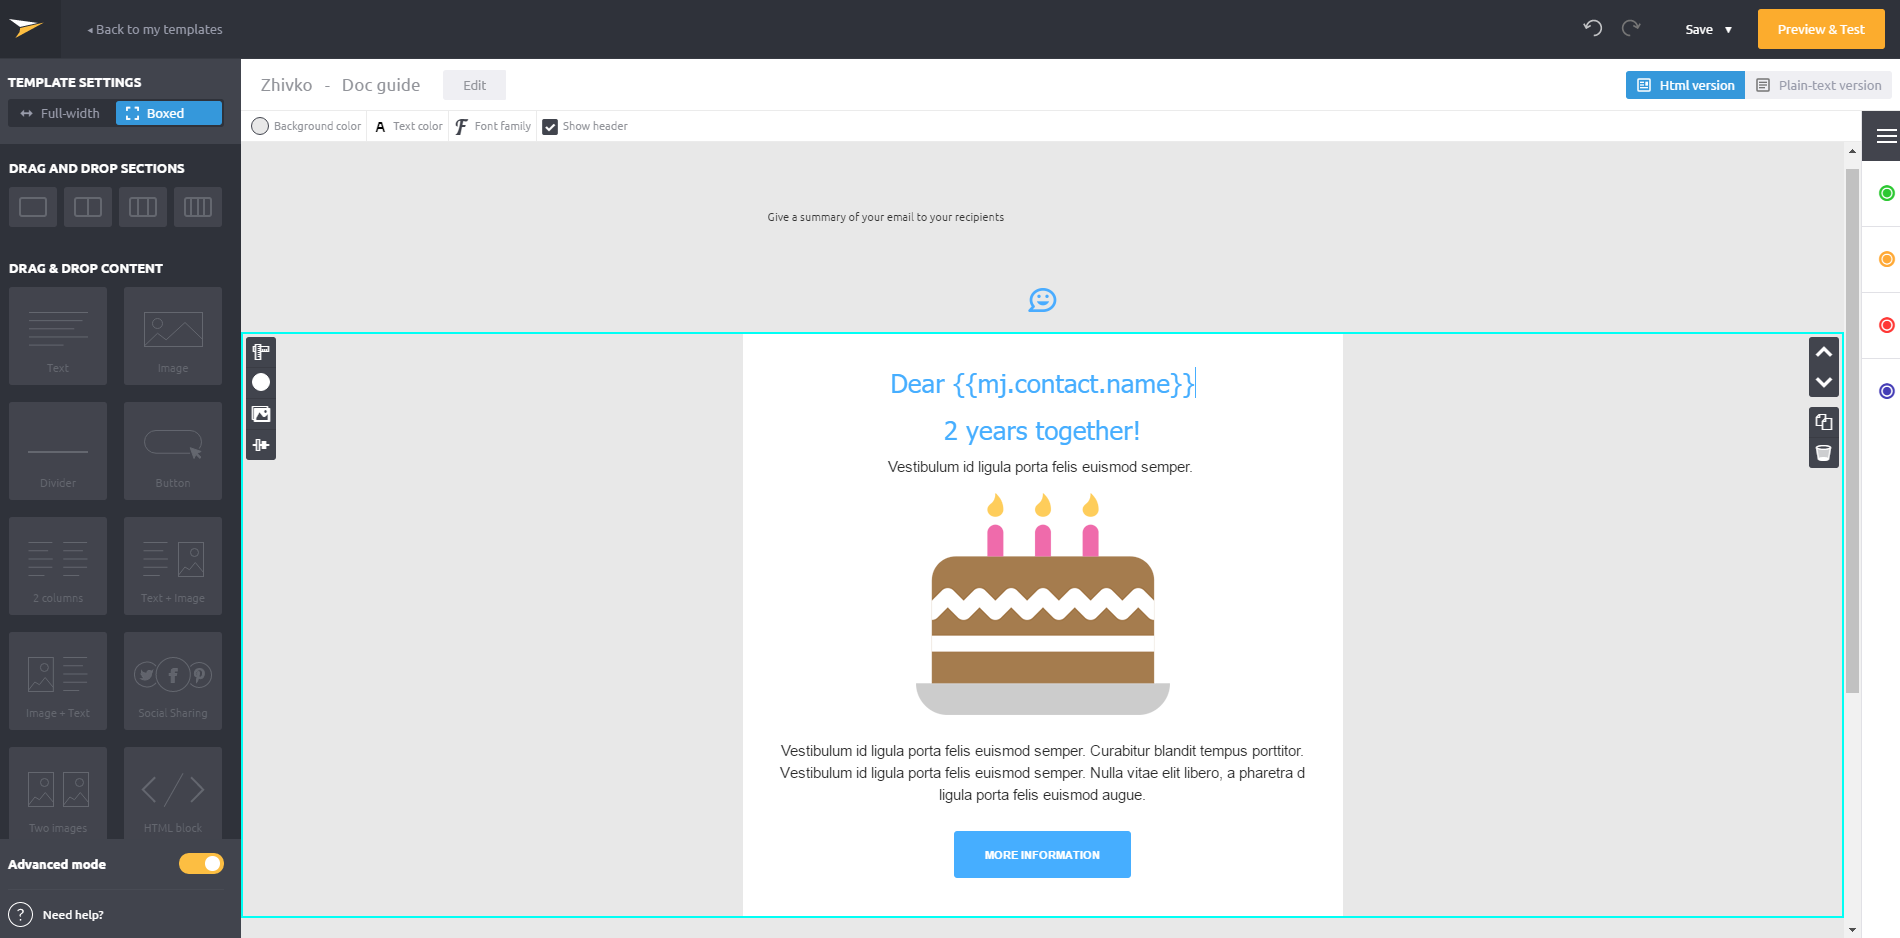 ◂ Back to my templates
Save ▼
Preview & Test
TEMPLATE SETTINGS
Full-width
Boxed
Zhivko - Doc guide
Edit
Html version
Plain-text version
Background color
A Text color
F Font family
Show header
DRAG AND DROP SECTIONS
Give a summary of your email to your recipients
DRAG & DROP CONTENT
Text
Image
Divider
Button
2 columns
Text + Image
Image + Text
Social Sharing
Two images
HTML block
Dear {{mj.contact.name}}
2 years together!
Vestibulum id ligula porta felis euismod semper.
Vestibulum id ligula porta felis euismod semper. Curabitur blandit tempus porttitor.
Vestibulum id ligula porta felis euismod semper. Nulla vitae elit libero, a pharetra d
ligula porta felis euismod augue.
MORE INFORMATION
Advanced mode
? Need help?